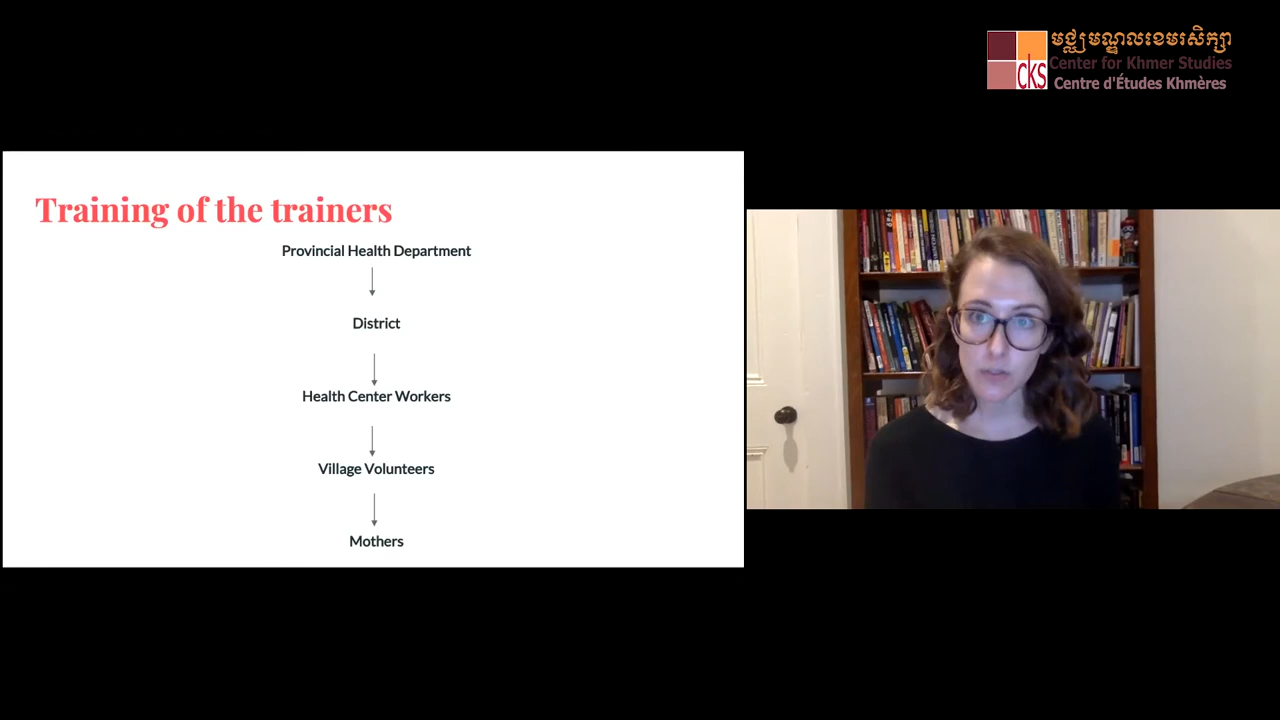 មជ្ឈមណ្ឌលខេមរសិក្សា
Center for Khmer Studies
Centre d'Études Khmères
CKS
Training of the trainers
Provincial Health Department
District
Health Center Workers
Village Volunteers
Mothers